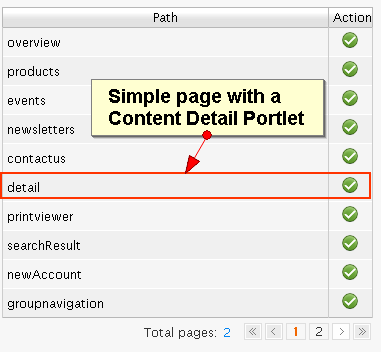 Path Action
overview
products
events
Simple page with a
Content Detail Portlet
newsletters
contactus
detail
printviewer
searchResult
newAccount
groupnavigation
Total pages: 2 1 2